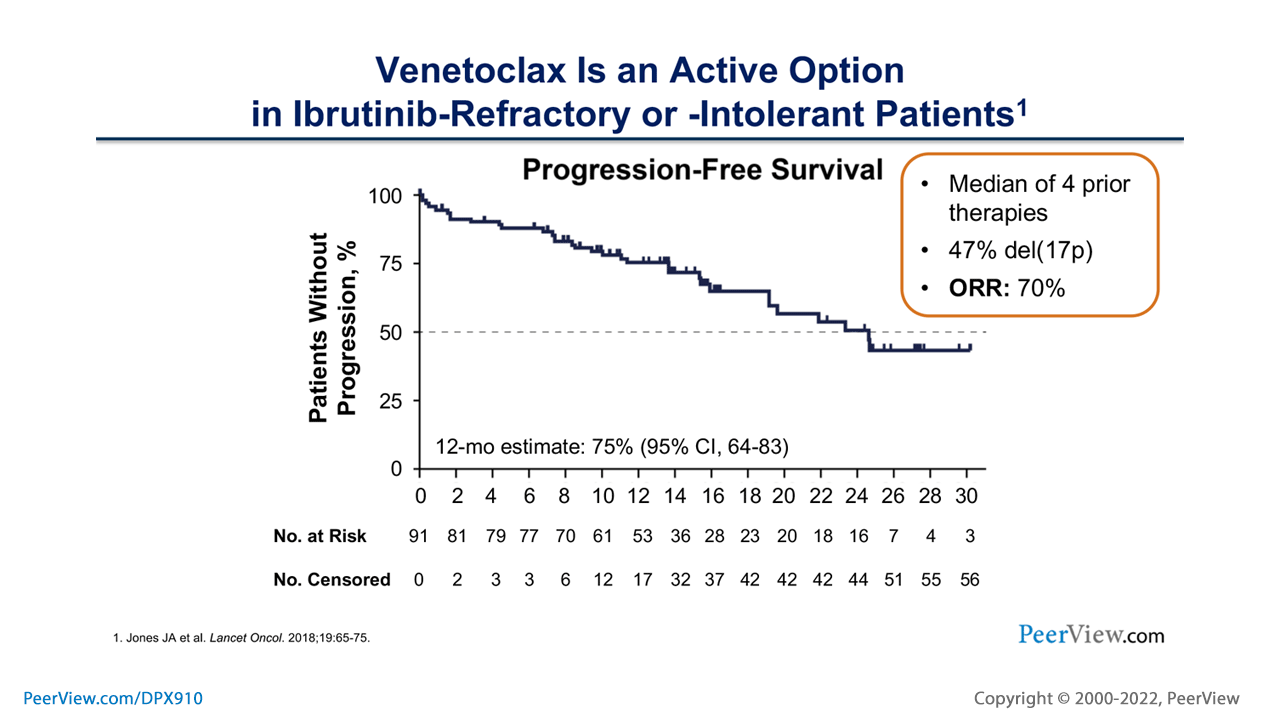 Venetoclax Is an Active Option
in Ibrutinib-Refractory or -Intolerant Patients1
Progression-Free Survival
• Median of 4 prior
therapies
• 47% del(17p)
• ORR: 70%
Patients Without
Progression, %
100
75
50
25
0
12-mo estimate: 75% (95% CI, 64-83)
0 2 4 6 8 10 12 14 16 18 20 22 24 26 28 30
No. at Risk 91 81 79 77 70 61 53 36 28 23 20 18 16 7 4 3
No. Censored 0 2 3 3 6 12 17 32 37 42 42 42 44 51 55 56
1. Jones JA et al. Lancet Oncol. 2018;19:65-75.
PeerView.com
PeerView.com/DPX910
Copyright © 2000-2022, PeerView